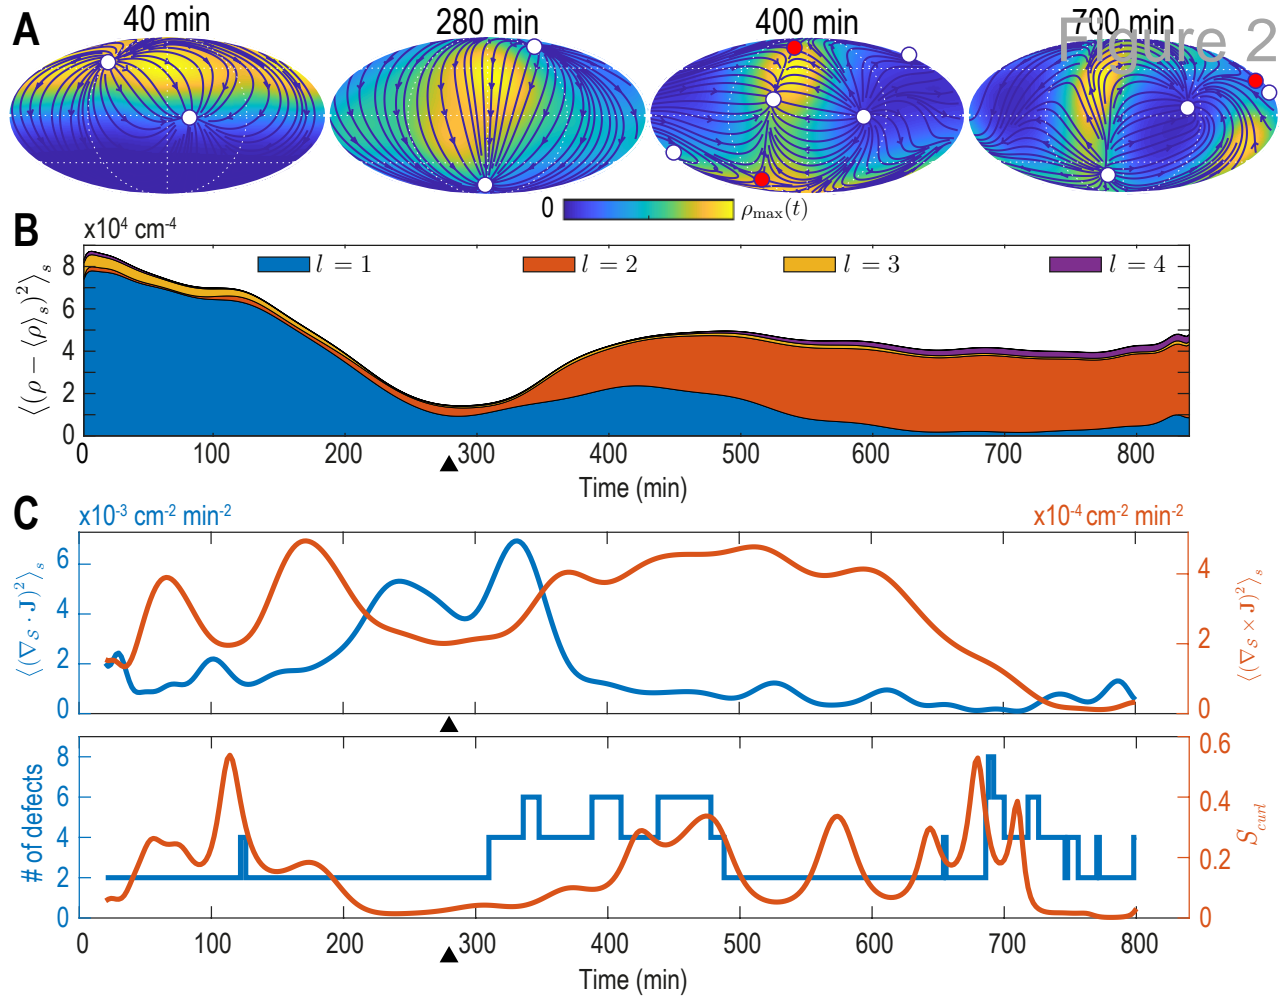 A
40 min
280 min
400 min
700 min
Figure 2
0
ρmax(t)
B
x10⁴ cm⁻⁴
⟨(ρ − ⟨ρ⟩ₛ)²⟩ₛ
8
6
4
2
0
l = 1
l = 2
l = 3
l = 4
0 100 200 300 400 500 600 700 800
Time (min)
C
x10⁻³ cm⁻² min⁻²
x10⁻⁴ cm⁻² min⁻²
⟨(∇𝒮 · J)²⟩ₛ
6
4
2
0
4
2
0
⟨(∇𝒮 × J)²⟩ₛ
# of defects
8
6
4
2
0
0.6
0.4
0.2
0
S_curl
0 100 200 300 400 500 600 700 800
Time (min)